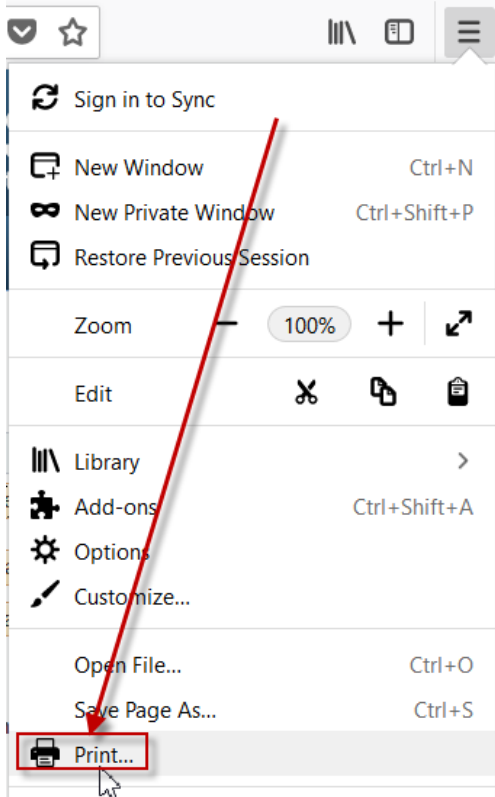 Sign in to Sync
New Window Ctrl+N
New Private Window Ctrl+Shift+P
Restore Previous Session
Zoom 100%
Edit
Library
Add-ons Ctrl+Shift+A
Options
Customize...
Open File... Ctrl+O
Save Page As... Ctrl+S
Print...